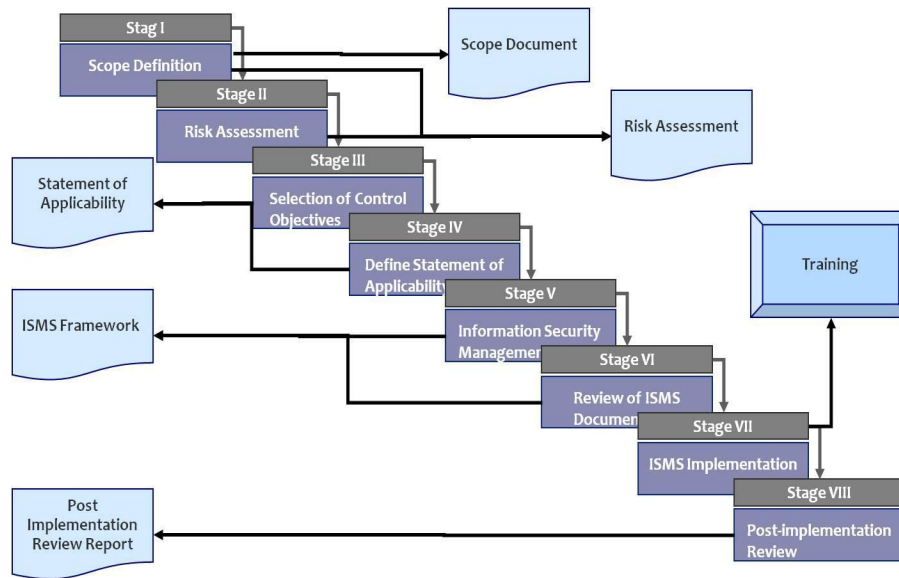 Stag I
Scope Definition
Scope Document
Stage II
Risk Assessment
Risk Assessment
Stage III
Selection of Control
Objectives
Statement of
Applicability
Stage IV
Define Statement of
Applicability
Training
Stage V
Information Security
Management
ISMS Framework
Stage VI
Review of ISMS
Document
Stage VII
ISMS Implementation
Stage VIII
Post-implementation
Review
Post
Implementation
Review Report